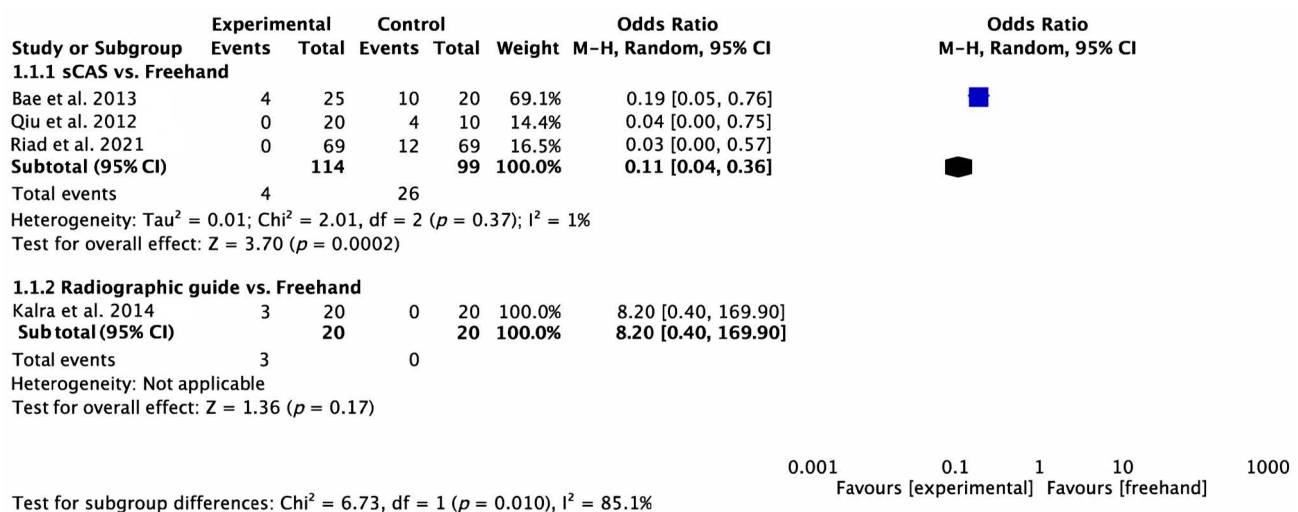 Experimental Control Odds Ratio Odds Ratio
Study or Subgroup Events Total Events Total Weight M-H, Random, 95% CI M-H, Random, 95% CI
1.1.1 sCAS vs. Freehand
Bae et al. 2013 4 25 10 20 69.1% 0.19 [0.05, 0.76]
Qiu et al. 2012 0 20 4 10 14.4% 0.04 [0.00, 0.75]
Riad et al. 2021 0 69 12 69 16.5% 0.03 [0.00, 0.57]
Subtotal (95% CI) 114 99 100.0% 0.11 [0.04, 0.36]
Total events 4 26
Heterogeneity: Tau² = 0.01; Chi² = 2.01, df = 2 (p = 0.37); I² = 1%
Test for overall effect: Z = 3.70 (p = 0.0002)
1.1.2 Radiographic guide vs. Freehand
Kalra et al. 2014 3 20 0 20 100.0% 8.20 [0.40, 169.90]
Subtotal (95% CI) 20 20 100.0% 8.20 [0.40, 169.90]
Total events 3 0
Heterogeneity: Not applicable
Test for overall effect: Z = 1.36 (p = 0.17)
0.001 0.1 1 10 1000
Favours [experimental] Favours [freehand]
Test for subgroup differences: Chi² = 6.73, df = 1 (p = 0.010), I² = 85.1%